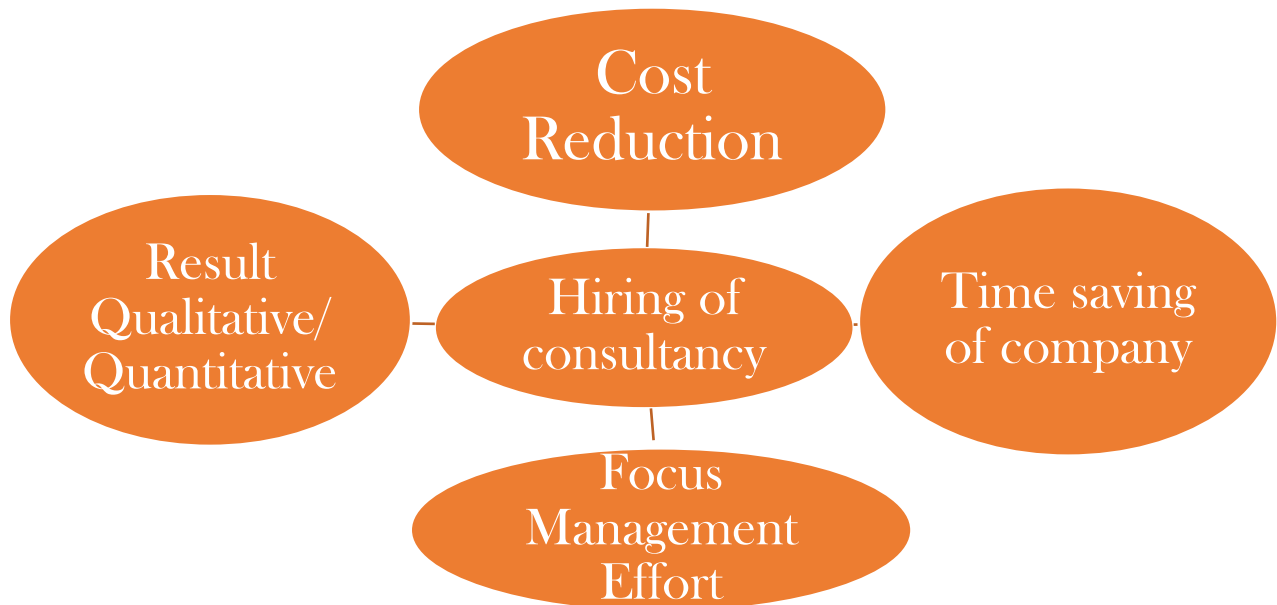 Cost
Reduction
Result
Qualitative/
Quantitative
Hiring of
consultancy
Time saving
of company
Focus
Management
Effort